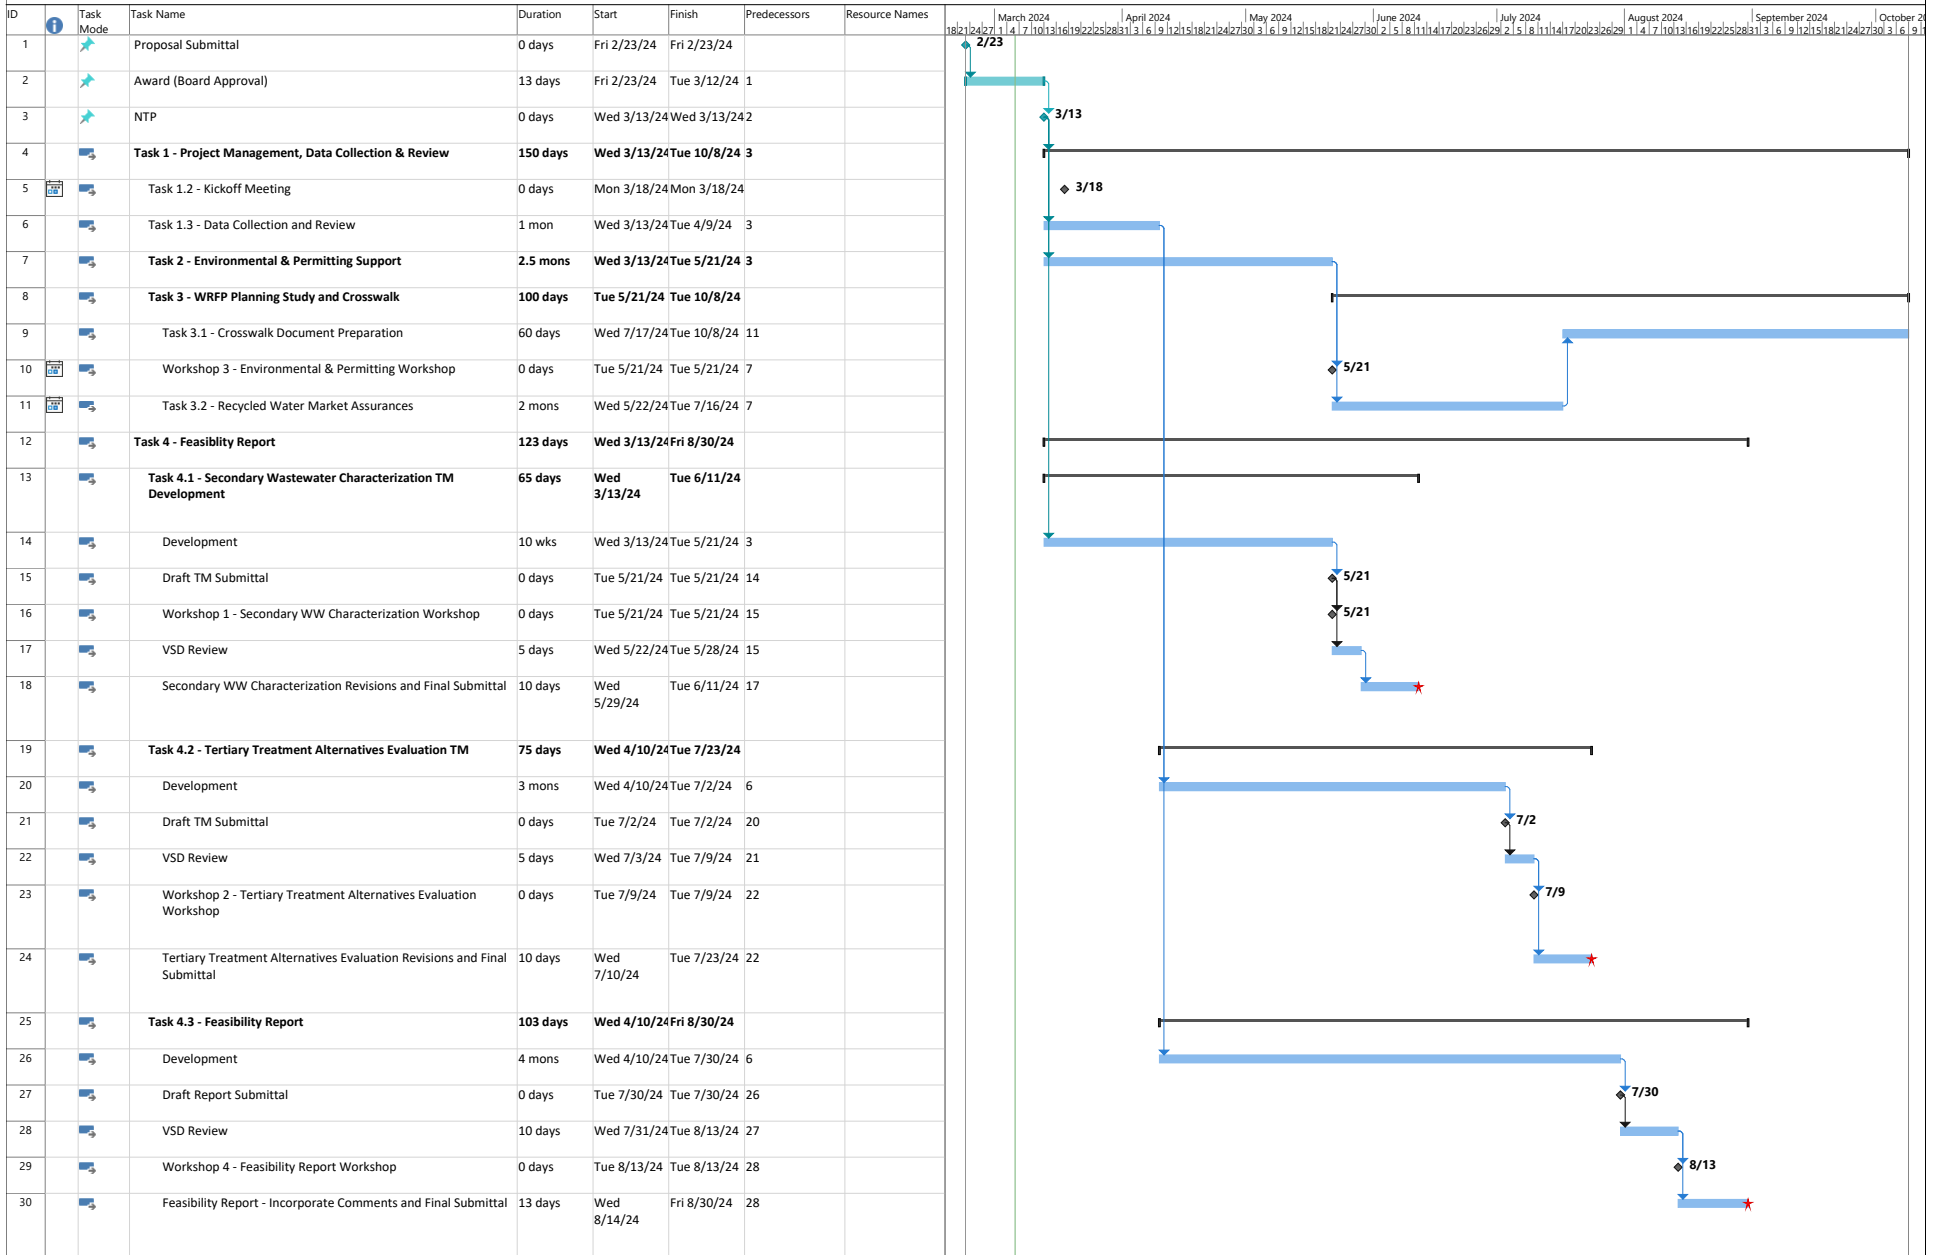 ID Task Mode Task Name Duration Start Finish Predecessors Resource Names
March 2024 April 2024 May 2024 June 2024 July 2024 August 2024 September 2024 October 2
1 Proposal Submittal 0 days Fri 2/23/24 Fri 2/23/24 2/23
2 Award (Board Approval) 13 days Fri 2/23/24 Tue 3/12/24 1
3 NTP 0 days Wed 3/13/24 Wed 3/13/24 2 3/13
4 Task 1 - Project Management, Data Collection & Review 150 days Wed 3/13/24 Tue 10/8/24 3
5 Task 1.2 - Kickoff Meeting 0 days Mon 3/18/24 Mon 3/18/24 3/18
6 Task 1.3 - Data Collection and Review 1 mon Wed 3/13/24 Tue 4/9/24 3
7 Task 2 - Environmental & Permitting Support 2.5 mons Wed 3/13/24 Tue 5/21/24 3
8 Task 3 - WRFP Planning Study and Crosswalk 100 days Tue 5/21/24 Tue 10/8/24
9 Task 3.1 - Crosswalk Document Preparation 60 days Wed 7/17/24 Tue 10/8/24 11
10 Workshop 3 - Environmental & Permitting Workshop 0 days Tue 5/21/24 Tue 5/21/24 7 5/21
11 Task 3.2 - Recycled Water Market Assurances 2 mons Wed 5/22/24 Tue 7/16/24 7
12 Task 4 - Feasiblity Report 123 days Wed 3/13/24 Fri 8/30/24
13 Task 4.1 - Secondary Wastewater Characterization TM 65 days Wed Tue 6/11/24
Development 3/13/24
14 Development 10 wks Wed 3/13/24 Tue 5/21/24 3
15 Draft TM Submittal 0 days Tue 5/21/24 Tue 5/21/24 14 5/21
16 Workshop 1 - Secondary WW Characterization Workshop 0 days Tue 5/21/24 Tue 5/21/24 15 5/21
17 VSD Review 5 days Wed 5/22/24 Tue 5/28/24 15
18 Secondary WW Characterization Revisions and Final Submittal 10 days Wed Tue 6/11/24 17
5/29/24
19 Task 4.2 - Tertiary Treatment Alternatives Evaluation TM 75 days Wed 4/10/24 Tue 7/23/24
20 Development 3 mons Wed 4/10/24 Tue 7/2/24 6
21 Draft TM Submittal 0 days Tue 7/2/24 Tue 7/2/24 20 7/2
22 VSD Review 5 days Wed 7/3/24 Tue 7/9/24 21
23 Workshop 2 - Tertiary Treatment Alternatives Evaluation 0 days Tue 7/9/24 Tue 7/9/24 22 7/9
Workshop
24 Tertiary Treatment Alternatives Evaluation Revisions and Final 10 days Wed Tue 7/23/24 22
Submittal 7/10/24
25 Task 4.3 - Feasibility Report 103 days Wed 4/10/24 Fri 8/30/24
26 Development 4 mons Wed 4/10/24 Tue 7/30/24 6
27 Draft Report Submittal 0 days Tue 7/30/24 Tue 7/30/24 26 7/30
28 VSD Review 10 days Wed 7/31/24 Tue 8/13/24 27
29 Workshop 4 - Feasibility Report Workshop 0 days Tue 8/13/24 Tue 8/13/24 28 8/13
30 Feasibility Report - Incorporate Comments and Final Submittal 13 days Wed Fri 8/30/24 28
8/14/24